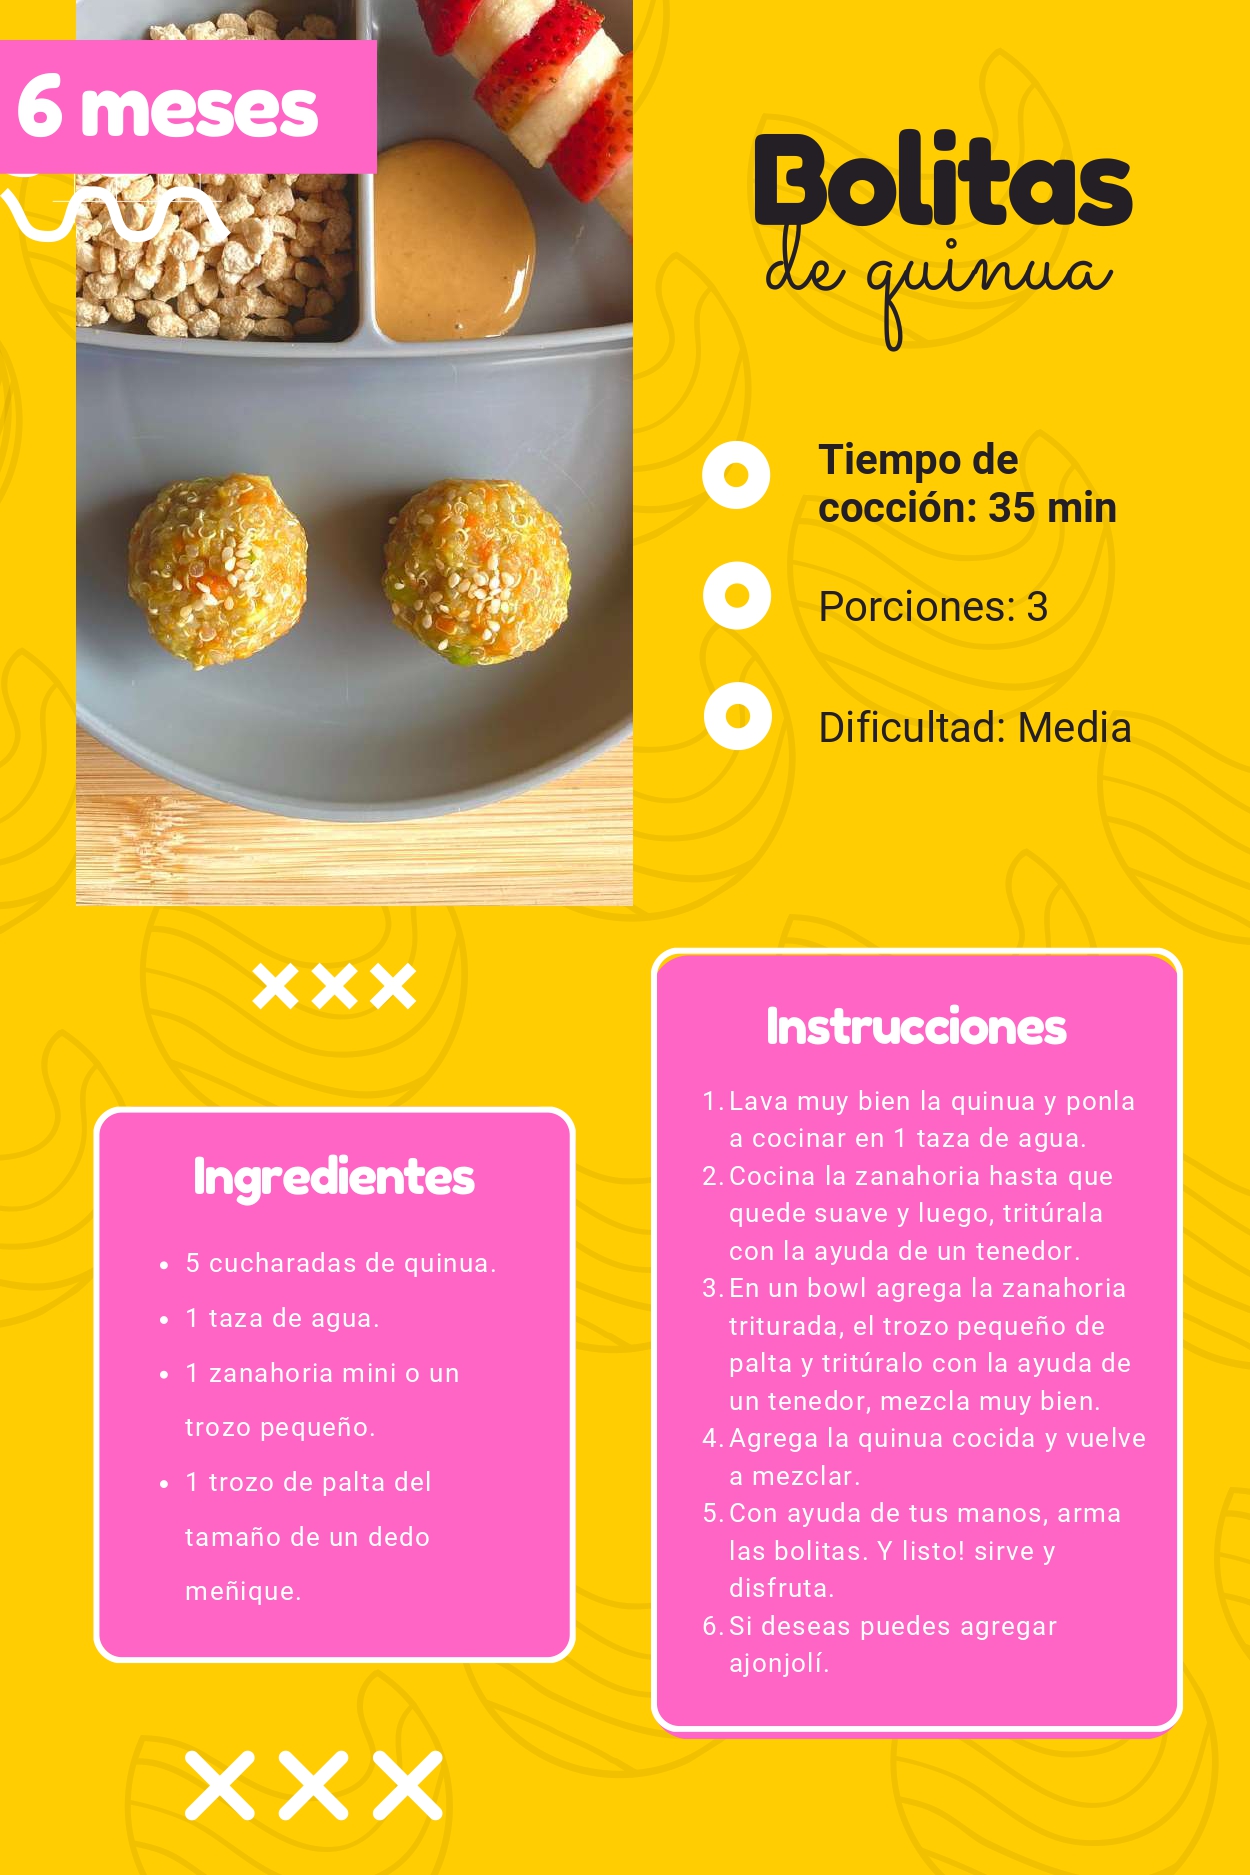 6 meses
Bolitas
de quinua
Tiempo de
cocción: 35 min
Porciones: 3
Dificultad: Media
Ingredientes
• 5 cucharadas de quinua.
• 1 taza de agua.
• 1 zanahoria mini o un
trozo pequeño.
• 1 trozo de palta del
tamaño de un dedo
meñique.
Instrucciones
1. Lava muy bien la quinua y ponla
a cocinar en 1 taza de agua.
2. Cocina la zanahoria hasta que
quede suave y luego, tritúrala
con la ayuda de un tenedor.
3. En un bowl agrega la zanahoria
triturada, el trozo pequeño de
palta y tritúralo con la ayuda de
un tenedor, mezcla muy bien.
4. Agrega la quinua cocida y vuelve
a mezclar.
5. Con ayuda de tus manos, arma
las bolitas. Y listo! sirve y
disfruta.
6. Si deseas puedes agregar
ajonjolí.